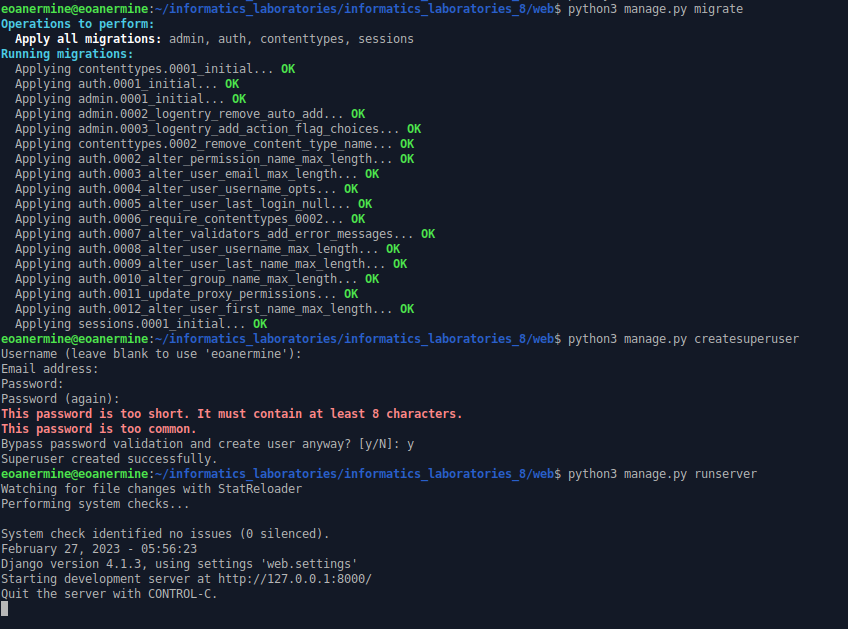 eoanermine@eoanermine:~/informatics_laboratories/informatics_laboratories_8/web$ python3 manage.py migrate
Operations to perform:
  Apply all migrations: admin, auth, contenttypes, sessions
Running migrations:
  Applying contenttypes.0001_initial... OK
  Applying auth.0001_initial... OK
  Applying admin.0001_initial... OK
  Applying admin.0002_logentry_remove_auto_add... OK
  Applying admin.0003_logentry_add_action_flag_choices... OK
  Applying contenttypes.0002_remove_content_type_name... OK
  Applying auth.0002_alter_permission_name_max_length... OK
  Applying auth.0003_alter_user_email_max_length... OK
  Applying auth.0004_alter_user_username_opts... OK
  Applying auth.0005_alter_user_last_login_null... OK
  Applying auth.0006_require_contenttypes_0002... OK
  Applying auth.0007_alter_validators_add_error_messages... OK
  Applying auth.0008_alter_user_username_max_length... OK
  Applying auth.0009_alter_user_last_name_max_length... OK
  Applying auth.0010_alter_group_name_max_length... OK
  Applying auth.0011_update_proxy_permissions... OK
  Applying auth.0012_alter_user_first_name_max_length... OK
  Applying sessions.0001_initial... OK
eoanermine@eoanermine:~/informatics_laboratories/informatics_laboratories_8/web$ python3 manage.py createsuperuser
Username (leave blank to use 'eoanermine'):
Email address:
Password:
Password (again):
This password is too short. It must contain at least 8 characters.
This password is too common.
Bypass password validation and create user anyway? [y/N]: y
Superuser created successfully.
eoanermine@eoanermine:~/informatics_laboratories/informatics_laboratories_8/web$ python3 manage.py runserver
Watching for file changes with StatReloader
Performing system checks...

System check identified no issues (0 silenced).
February 27, 2023 - 05:56:23
Django version 4.1.3, using settings 'web.settings'
Starting development server at http://127.0.0.1:8000/
Quit the server with CONTROL-C.